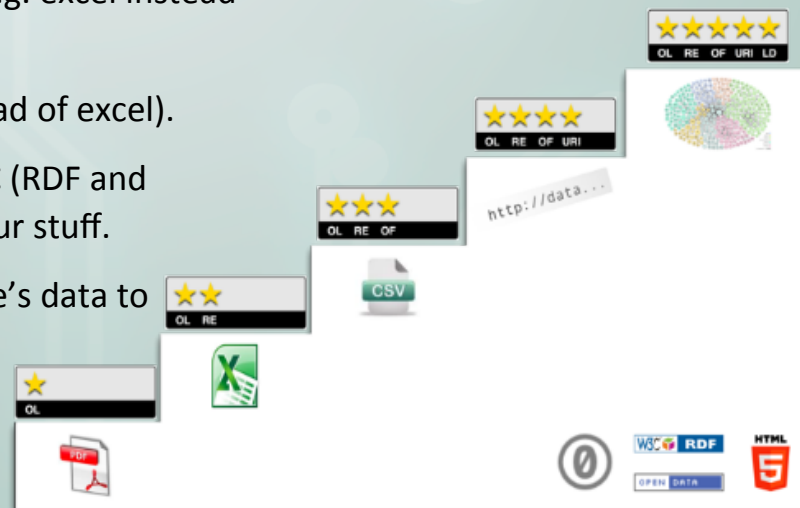 g. excel instead
ad of excel).
(RDF and
ur stuff.
e's data to
OL RE OF URI LD
OL RE OF URI
http://data...
OL RE OF
CSV
OL RE
OL
PDF
W3C RDF
OPEN DATA
HTML
5
0